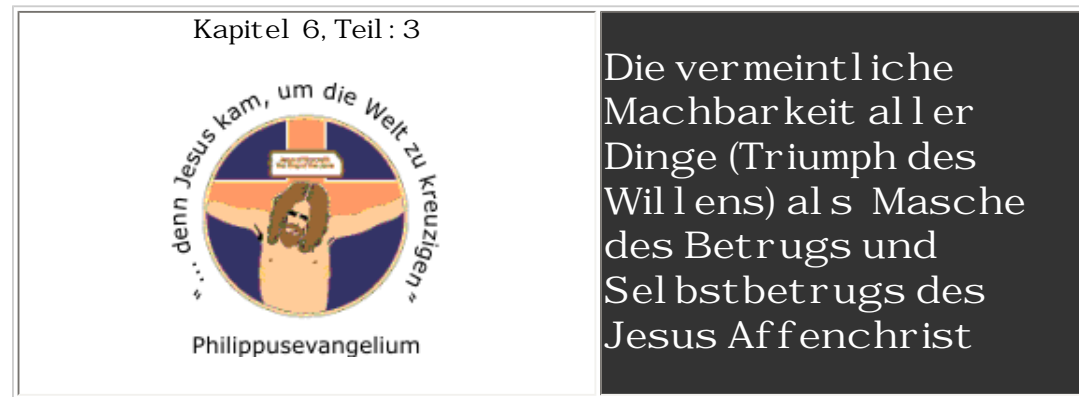 Kapitel 6, Teil: 3
"... denn Jesus kam, um die Welt zu kreuzigen"
Philippusevangelium
Die vermeintliche
Machbarkeit aller
Dinge (Triumph des
Willens) als Masche
des Betrugs und
Selbstbetrugs des
Jesus Affenchrist